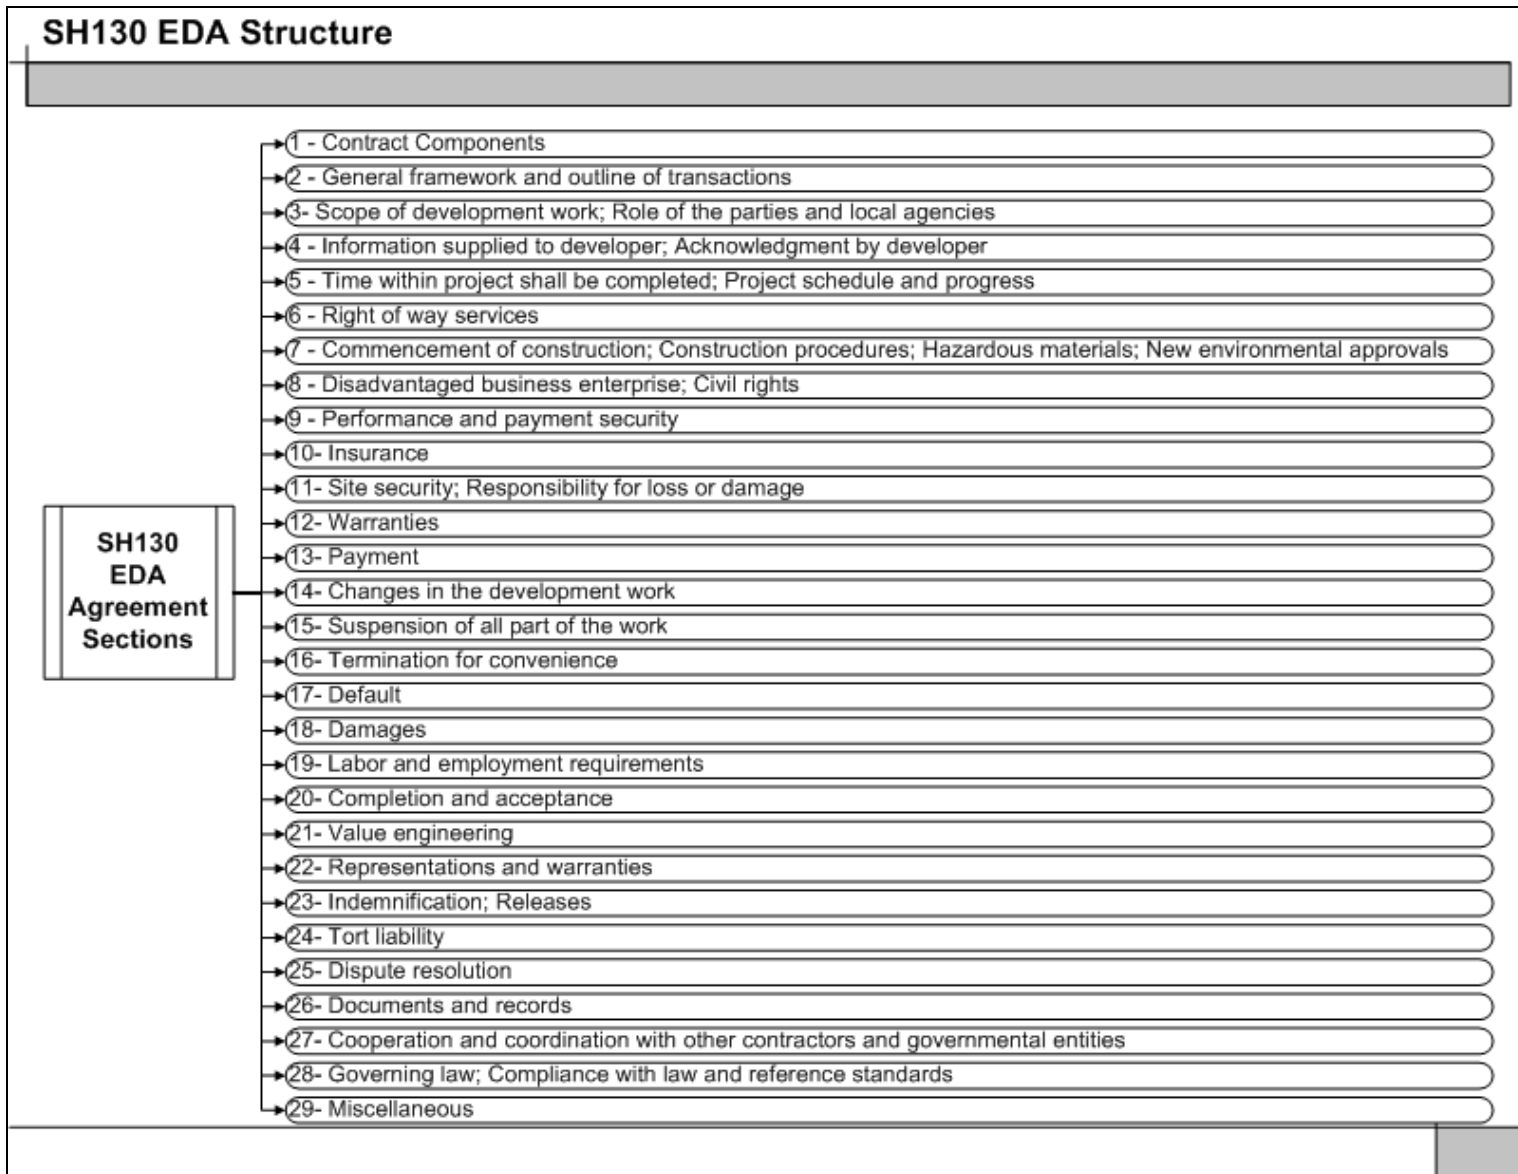 SH130 EDA Structure
1 - Contract Components
2 - General framework and outline of transactions
3- Scope of development work; Role of the parties and local agencies
4 - Information supplied to developer; Acknowledgment by developer
5 - Time within project shall be completed; Project schedule and progress
6 - Right of way services
7 - Commencement of construction; Construction procedures; Hazardous materials; New environmental approvals
8 - Disadvantaged business enterprise; Civil rights
9 - Performance and payment security
10- Insurance
11- Site security; Responsibility for loss or damage
12- Warranties
13- Payment
14- Changes in the development work
15- Suspension of all part of the work
16- Termination for convenience
17- Default
18- Damages
19- Labor and employment requirements
20- Completion and acceptance
21- Value engineering
22- Representations and warranties
23- Indemnification; Releases
24- Tort liability
25- Dispute resolution
26- Documents and records
27- Cooperation and coordination with other contractors and governmental entities
28- Governing law; Compliance with law and reference standards
29- Miscellaneous
SH130
EDA
Agreement
Sections